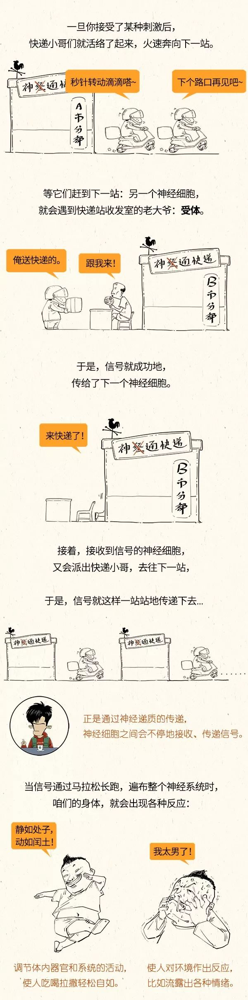 一旦你接受了某种刺激后，
快递小哥们就活络了起来，火速奔向下一站。
神经通快
秒针转动滴滴嗒~
下个路口再见吧~
A市分部
等它们赶到下一站：另一个神经细胞，
就会遇到快递站收发室的老大爷：受体。
俺送快递的。
跟我来！
神经通快递
B市分部
于是，信号就成功地，
传给了下一个神经细胞。
来快递了！
神经通快递
B市分部
接着，接收到信号的神经细胞，
又会派出快递小哥，去往下一站，
于是，信号就这样一站站地传递下去...
神经通快递
神经通快递
......
正是通过神经递质的传递，
神经细胞之间会不停地接收、传递信号。
当信号通过马拉松长跑，遍布整个神经系统时，
咱们的身体，就会出现各种反应：
静如处子，
动如闰土！
我太男了！
调节体内器官和系统的活动，
使人吃喝拉撒轻松自如。
使人对环境作出反应，
比如流露出各种情绪。